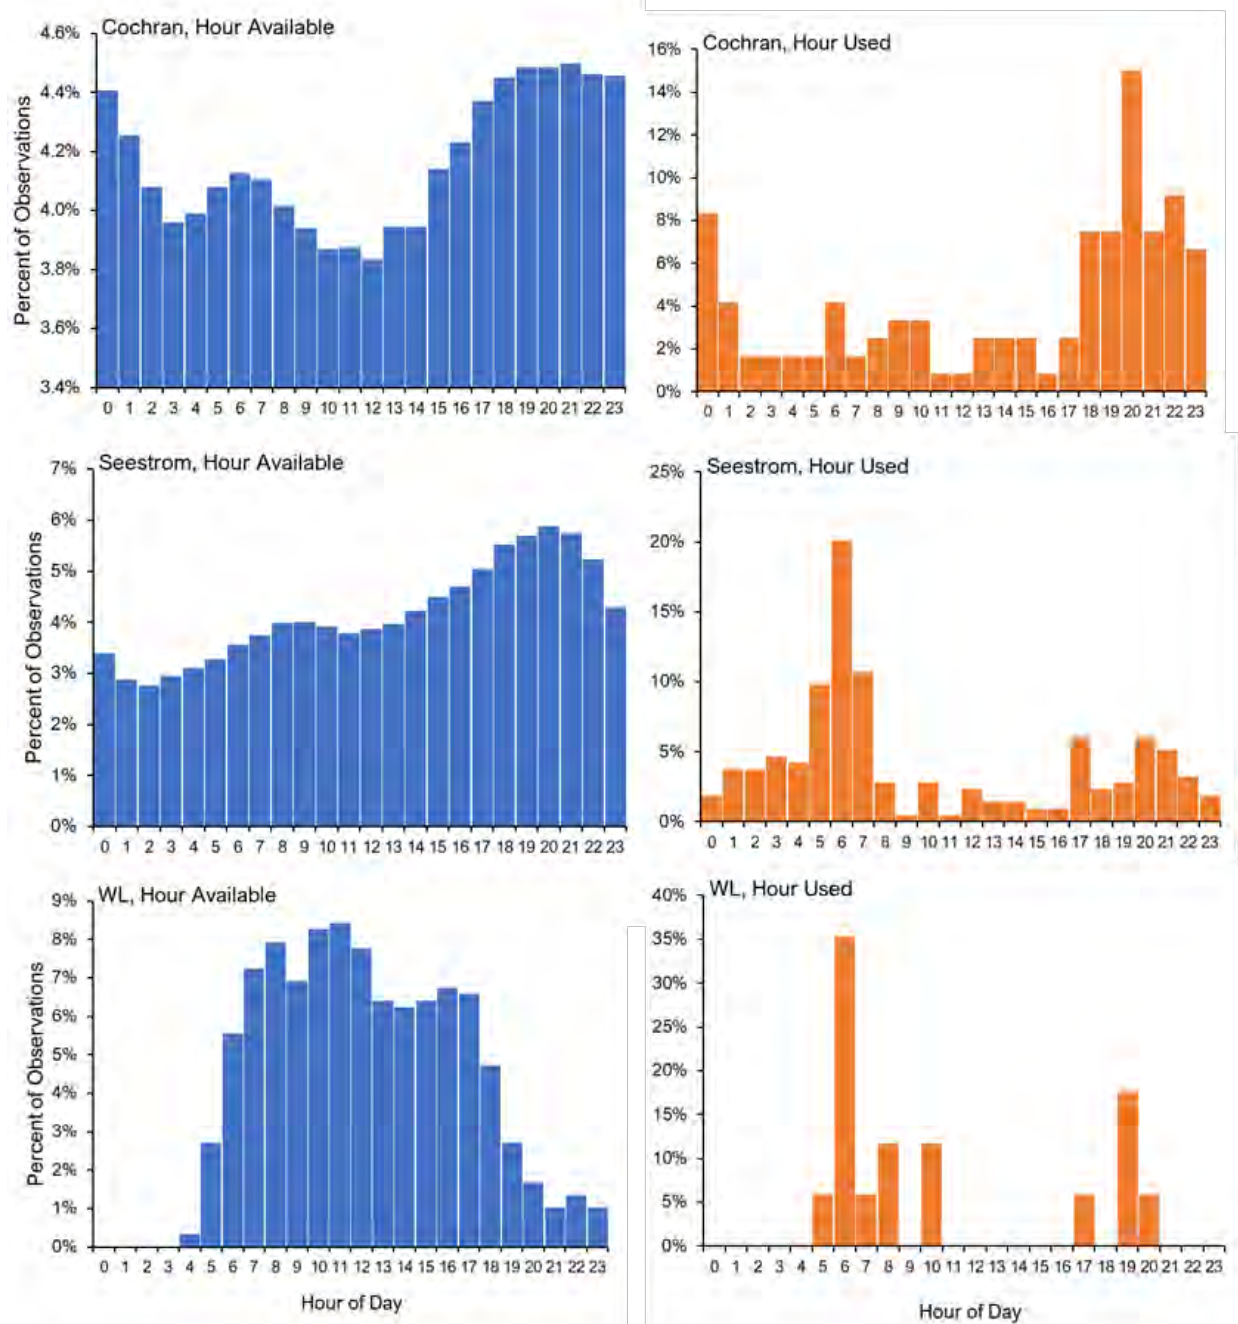 Cochran, Hour Available
Percent of Observations
4.6%
4.4%
4.2%
4.0%
3.8%
3.6%
3.4%
0 1 2 3 4 5 6 7 8 9 10 11 12 13 14 15 16 17 18 19 20 21 22 23
Cochran, Hour Used
16%
14%
12%
10%
8%
6%
4%
2%
0%
0 1 2 3 4 5 6 7 8 9 10 11 12 13 14 15 16 17 18 19 20 21 22 23
Seestrom, Hour Available
Percent of Observations
7%
6%
5%
4%
3%
2%
1%
0%
0 1 2 3 4 5 6 7 8 9 10 11 12 13 14 15 16 17 18 19 20 21 22 23
Seestrom, Hour Used
25%
20%
15%
10%
5%
0%
0 1 2 3 4 5 6 7 8 9 10 11 12 13 14 15 16 17 18 19 20 21 22 23
WL, Hour Available
Percent of Observations
9%
8%
7%
6%
5%
4%
3%
2%
1%
0%
0 1 2 3 4 5 6 7 8 9 10 11 12 13 14 15 16 17 18 19 20 21 22 23
Hour of Day
WL, Hour Used
40%
35%
30%
25%
20%
15%
10%
5%
0%
0 1 2 3 4 5 6 7 8 9 10 11 12 13 14 15 16 17 18 19 20 21 22 23
Hour of Day